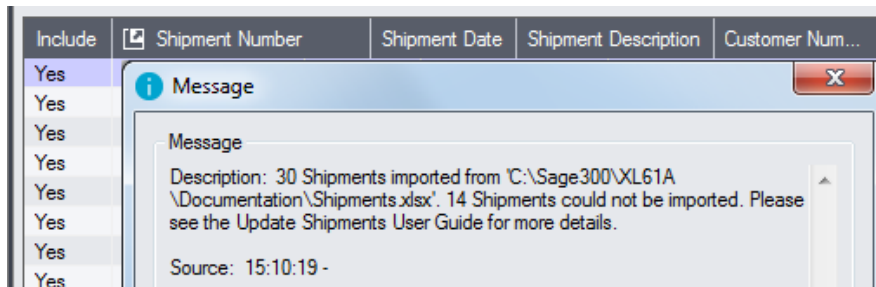 Include Shipment Number Shipment Date Shipment Description Customer Num...
Yes
Message
Yes
Yes
Message
Yes
Description: 30 Shipments imported from 'C:\Sage300\XL61A
Yes
\Documentation\Shipments.xlsx'. 14 Shipments could not be imported. Please
Yes
see the Update Shipments User Guide for more details.
Yes
Source: 15:10:19 -
Yes